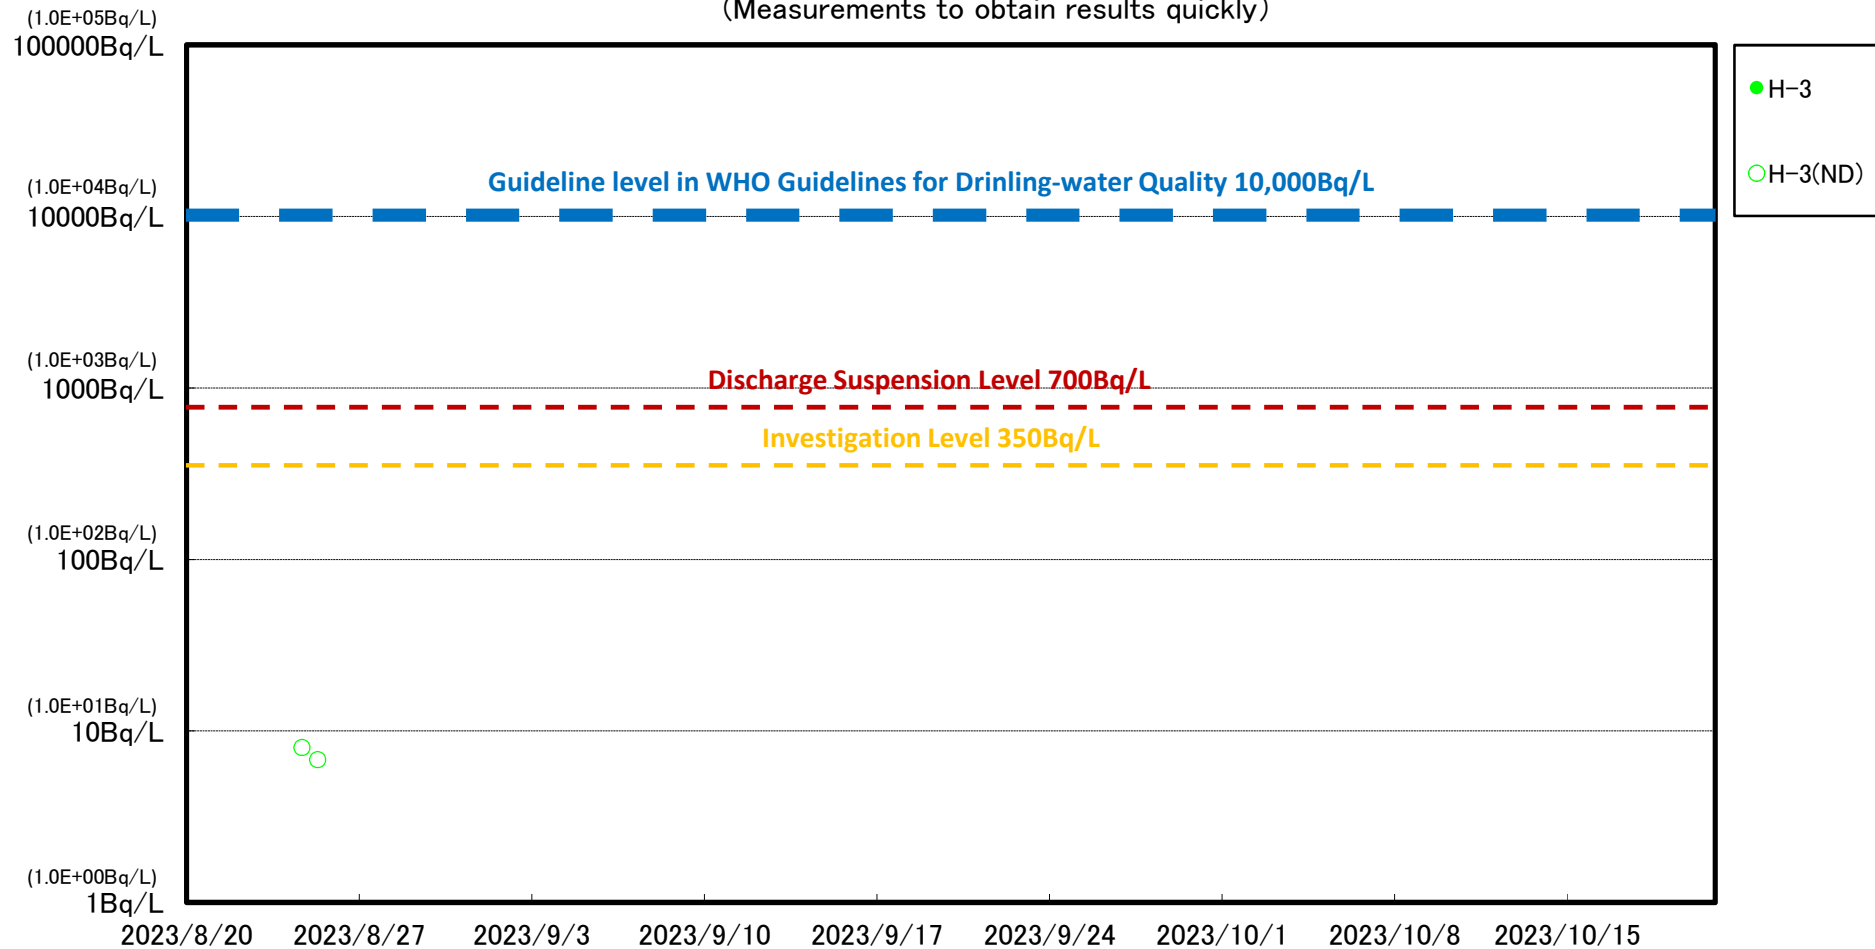 (Measurements to obtain results quickly)
(1.0E+05Bq/L)
100000Bq/L
H-3
H-3(ND)
Guideline level in WHO Guidelines for Drinling-water Quality 10,000Bq/L
(1.0E+04Bq/L)
10000Bq/L
(1.0E+03Bq/L)
1000Bq/L
Discharge Suspension Level 700Bq/L
Investigation Level 350Bq/L
(1.0E+02Bq/L)
100Bq/L
(1.0E+01Bq/L)
10Bq/L
(1.0E+00Bq/L)
1Bq/L
2023/8/20 2023/8/27 2023/9/3 2023/9/10 2023/9/17 2023/9/24 2023/10/1 2023/10/8 2023/10/15